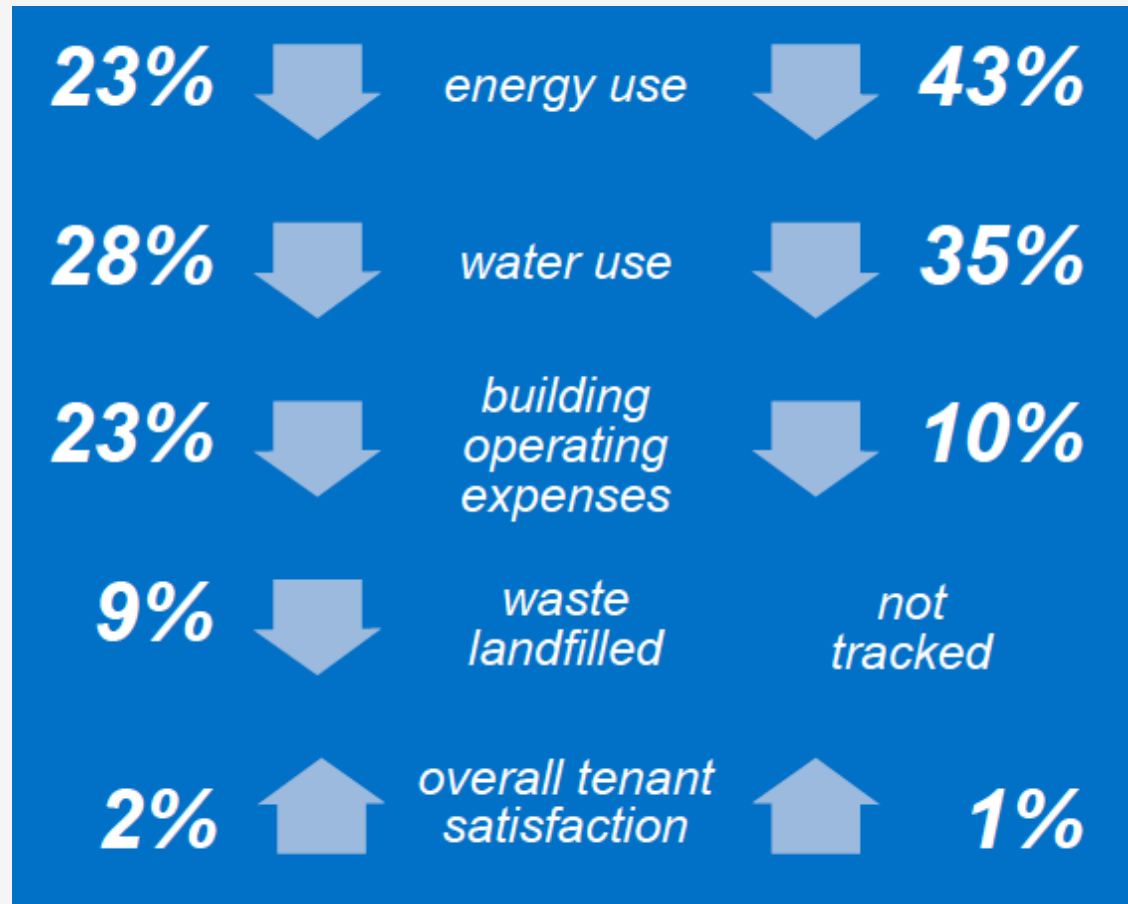 23% energy use 43%
28% water use 35%
building
23% operating 10%
expenses
9% waste not
landfilled tracked
overall tenant
2% satisfaction 1%